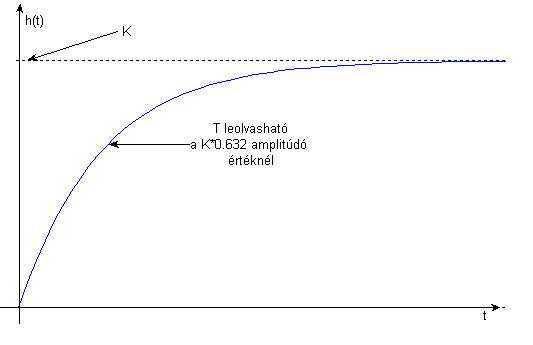 h(t)
K
T leolvasható
a K*0.632 amplitúdó
értéknél
t